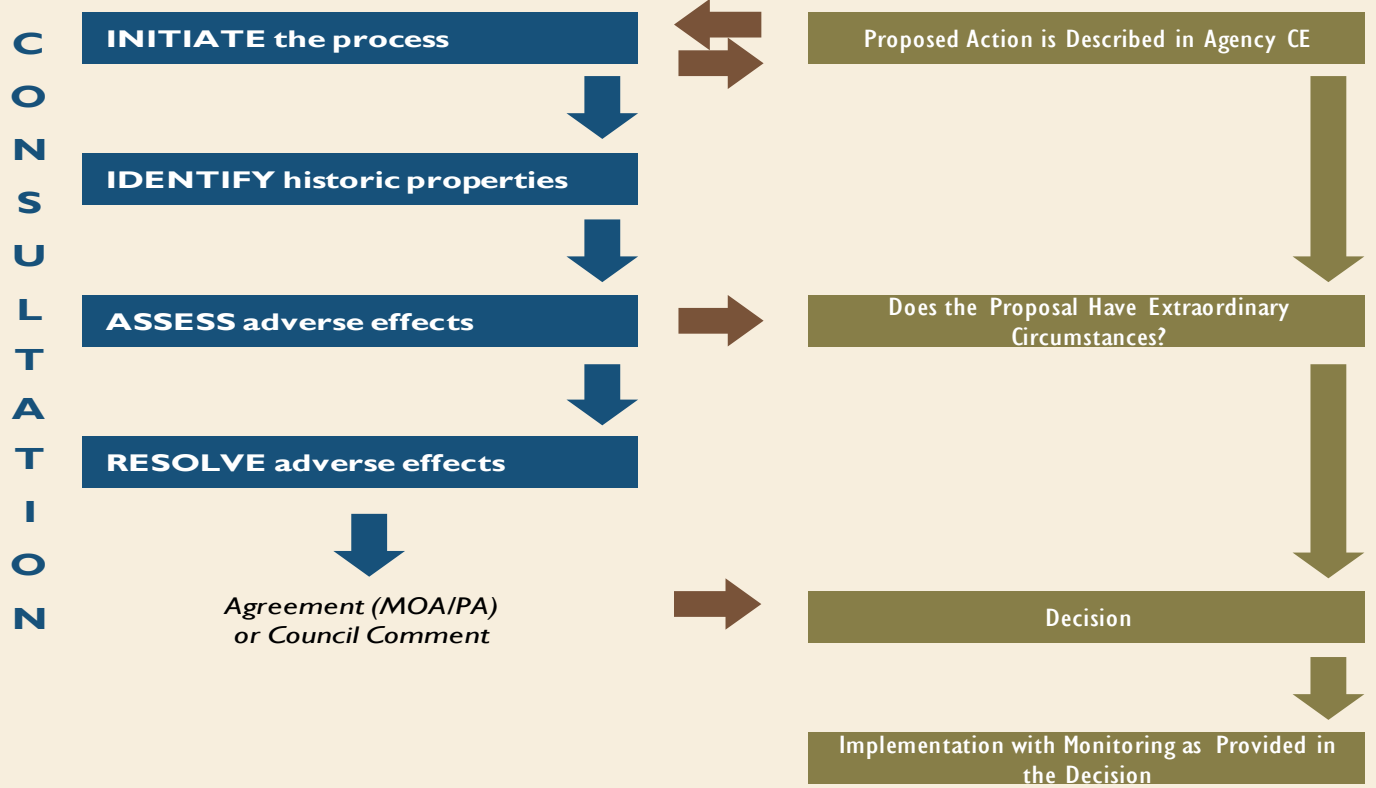 CONSULTATION
INITIATE the process
IDENTIFY historic properties
ASSESS adverse effects
RESOLVE adverse effects
Agreement (MOA/PA)
or Council Comment
Proposed Action is Described in Agency CE
Does the Proposal Have Extraordinary
Circumstances?
Decision
Implementation with Monitoring as Provided in
the Decision